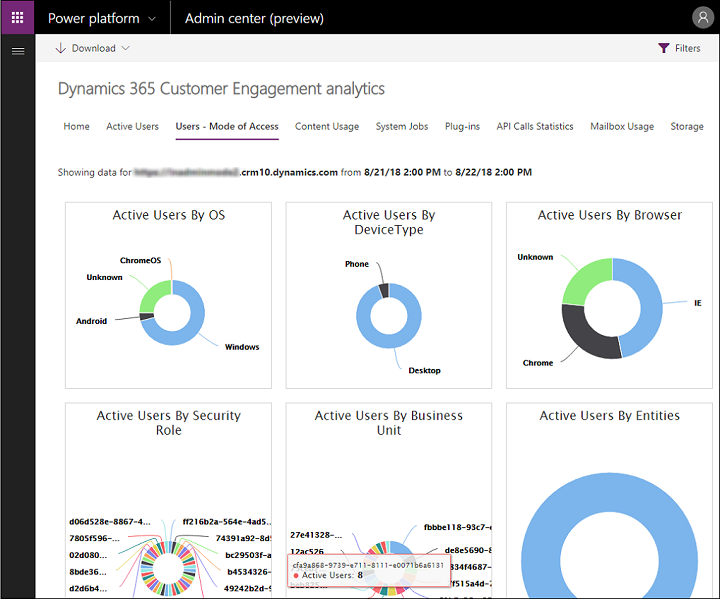 Power platform
Admin center (preview)
Download
Filters
Dynamics 365 Customer Engagement analytics
Home Active Users Users - Mode of Access Content Usage System Jobs Plug-ins API Calls Statistics Mailbox Usage Storage
Showing data for .crm10.dynamics.com from 8/21/18 2:00 PM to 8/22/18 2:00 PM
Active Users By OS
ChromeOS
Unknown
Android
Windows
Active Users By
DeviceType
Phone
Desktop
Active Users By Browser
Unknown
IE
Chrome
Active Users By Security
Role
d06d528e-8867-4...
ff216b2a-564e-4ad5...
7805f596-...
74391a92-8d5
02d080...
bc29503f-a
8bde36...
b4534326-
d2d6b4...
49242b2d-9
Active Users By Business
Unit
27e41328-...
fbbbe118-93c7-e
12ac526
de8e5690-8
cfa9a868-9739-e711-8111-e0071b6a6131
Active Users: 8
334f4687-
f515a4d-2
Active Users By Entities